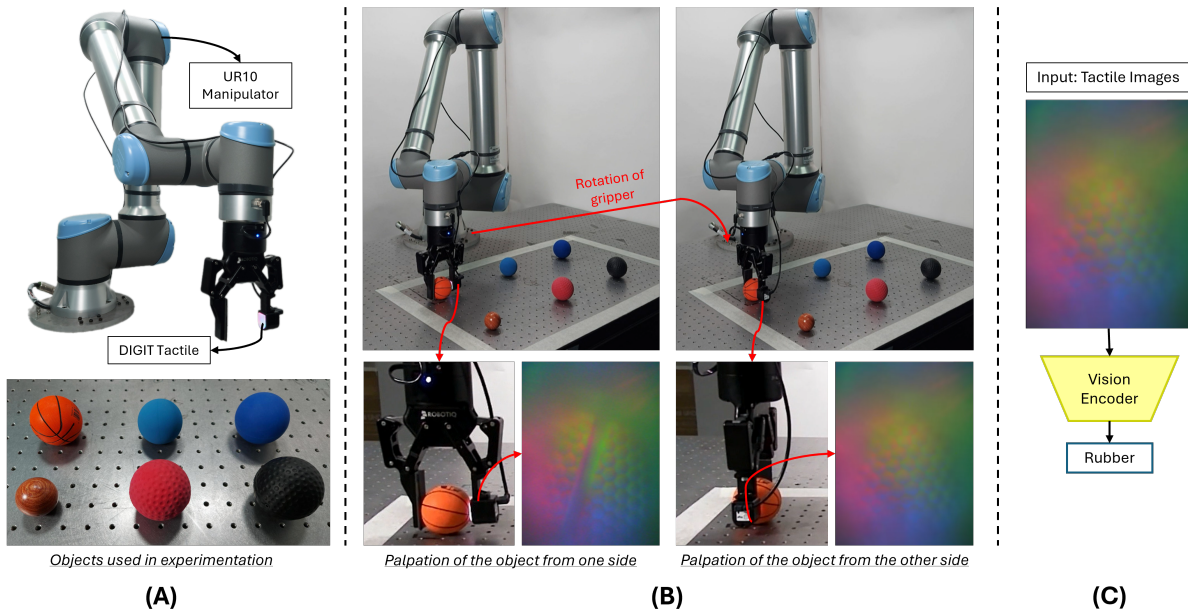 UR10
Manipulator
DIGIT Tactile
Objects used in experimentation
(A)
Rotation of
gripper
ROBOTIQ
Palpation of the object from one side
Palpation of the object from the other side
(B)
Input: Tactile Images
Vision
Encoder
Rubber
(C)